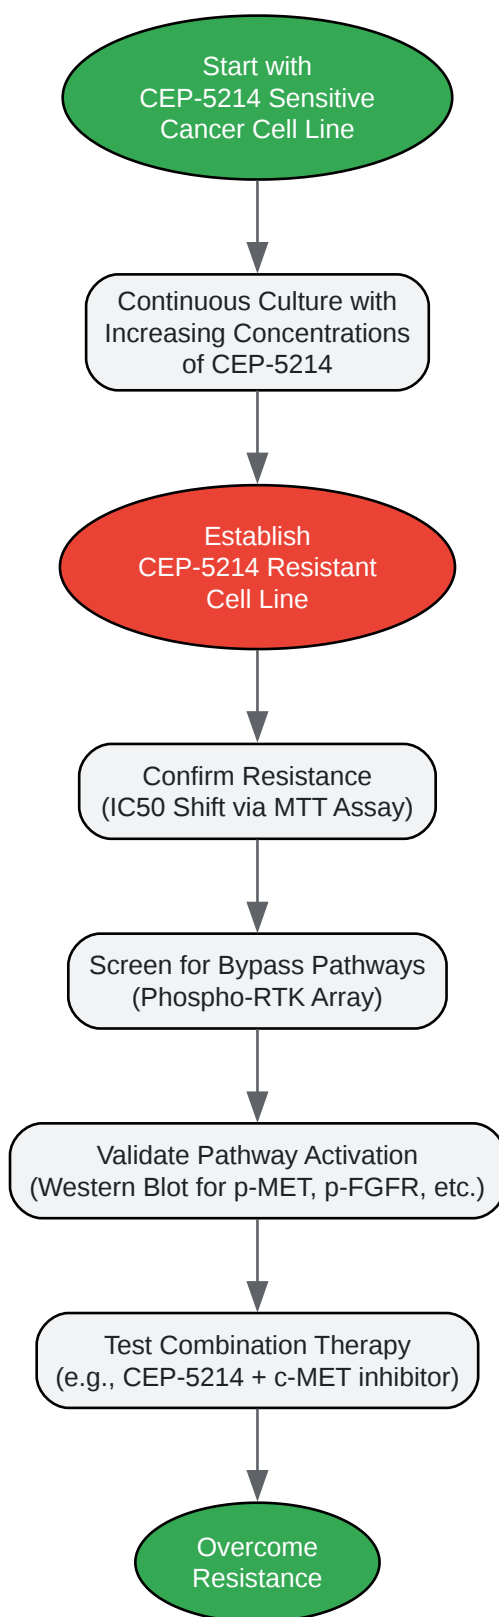 Start with
CEP-5214 Sensitive
Cancer Cell Line
Continuous Culture with
Increasing Concentrations
of CEP-5214
Establish
CEP-5214 Resistant
Cell Line
Confirm Resistance
(IC50 Shift via MTT Assay)
Screen for Bypass Pathways
(Phospho-RTK Array)
Validate Pathway Activation
(Western Blot for p-MET, p-FGFR, etc.)
Test Combination Therapy
(e.g., CEP-5214 + c-MET inhibitor)
Overcome
Resistance